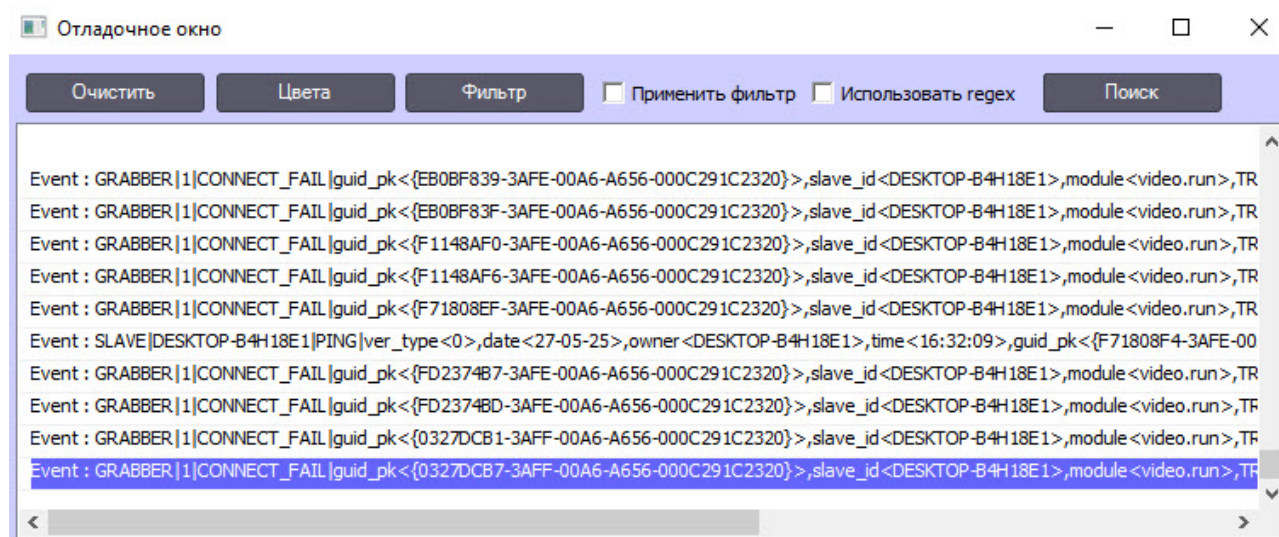 Отладочное окно
Очистить Цвета Фильтр Применить фильтр Использовать regex Поиск
Event : GRABBER|1|CONNECT_FAIL|guid_pk<{EB0BF839-3AFE-00A6-A656-000C291C2320}>,slave_id<DESKTOP-B4H18E1>,module<video.run>,TR
Event : GRABBER|1|CONNECT_FAIL|guid_pk<{EB0BF83F-3AFE-00A6-A656-000C291C2320}>,slave_id<DESKTOP-B4H18E1>,module<video.run>,TR
Event : GRABBER|1|CONNECT_FAIL|guid_pk<{F1148AF0-3AFE-00A6-A656-000C291C2320}>,slave_id<DESKTOP-B4H18E1>,module<video.run>,TR
Event : GRABBER|1|CONNECT_FAIL|guid_pk<{F1148AF6-3AFE-00A6-A656-000C291C2320}>,slave_id<DESKTOP-B4H18E1>,module<video.run>,TR
Event : GRABBER|1|CONNECT_FAIL|guid_pk<{F71808EF-3AFE-00A6-A656-000C291C2320}>,slave_id<DESKTOP-B4H18E1>,module<video.run>,TR
Event : SLAVE|DESKTOP-B4H18E1|PING|ver_type<0>,date<27-05-25>,owner<DESKTOP-B4H18E1>,time<16:32:09>,guid_pk<{F71808F4-3AFE-00
Event : GRABBER|1|CONNECT_FAIL|guid_pk<{FD2374B7-3AFE-00A6-A656-000C291C2320}>,slave_id<DESKTOP-B4H18E1>,module<video.run>,TR
Event : GRABBER|1|CONNECT_FAIL|guid_pk<{FD2374BD-3AFE-00A6-A656-000C291C2320}>,slave_id<DESKTOP-B4H18E1>,module<video.run>,TR
Event : GRABBER|1|CONNECT_FAIL|guid_pk<{0327DCB1-3AFF-00A6-A656-000C291C2320}>,slave_id<DESKTOP-B4H18E1>,module<video.run>,TR
Event : GRABBER|1|CONNECT_FAIL|guid_pk<{0327DCB7-3AFF-00A6-A656-000C291C2320}>,slave_id<DESKTOP-B4H18E1>,module<video.run>,TR